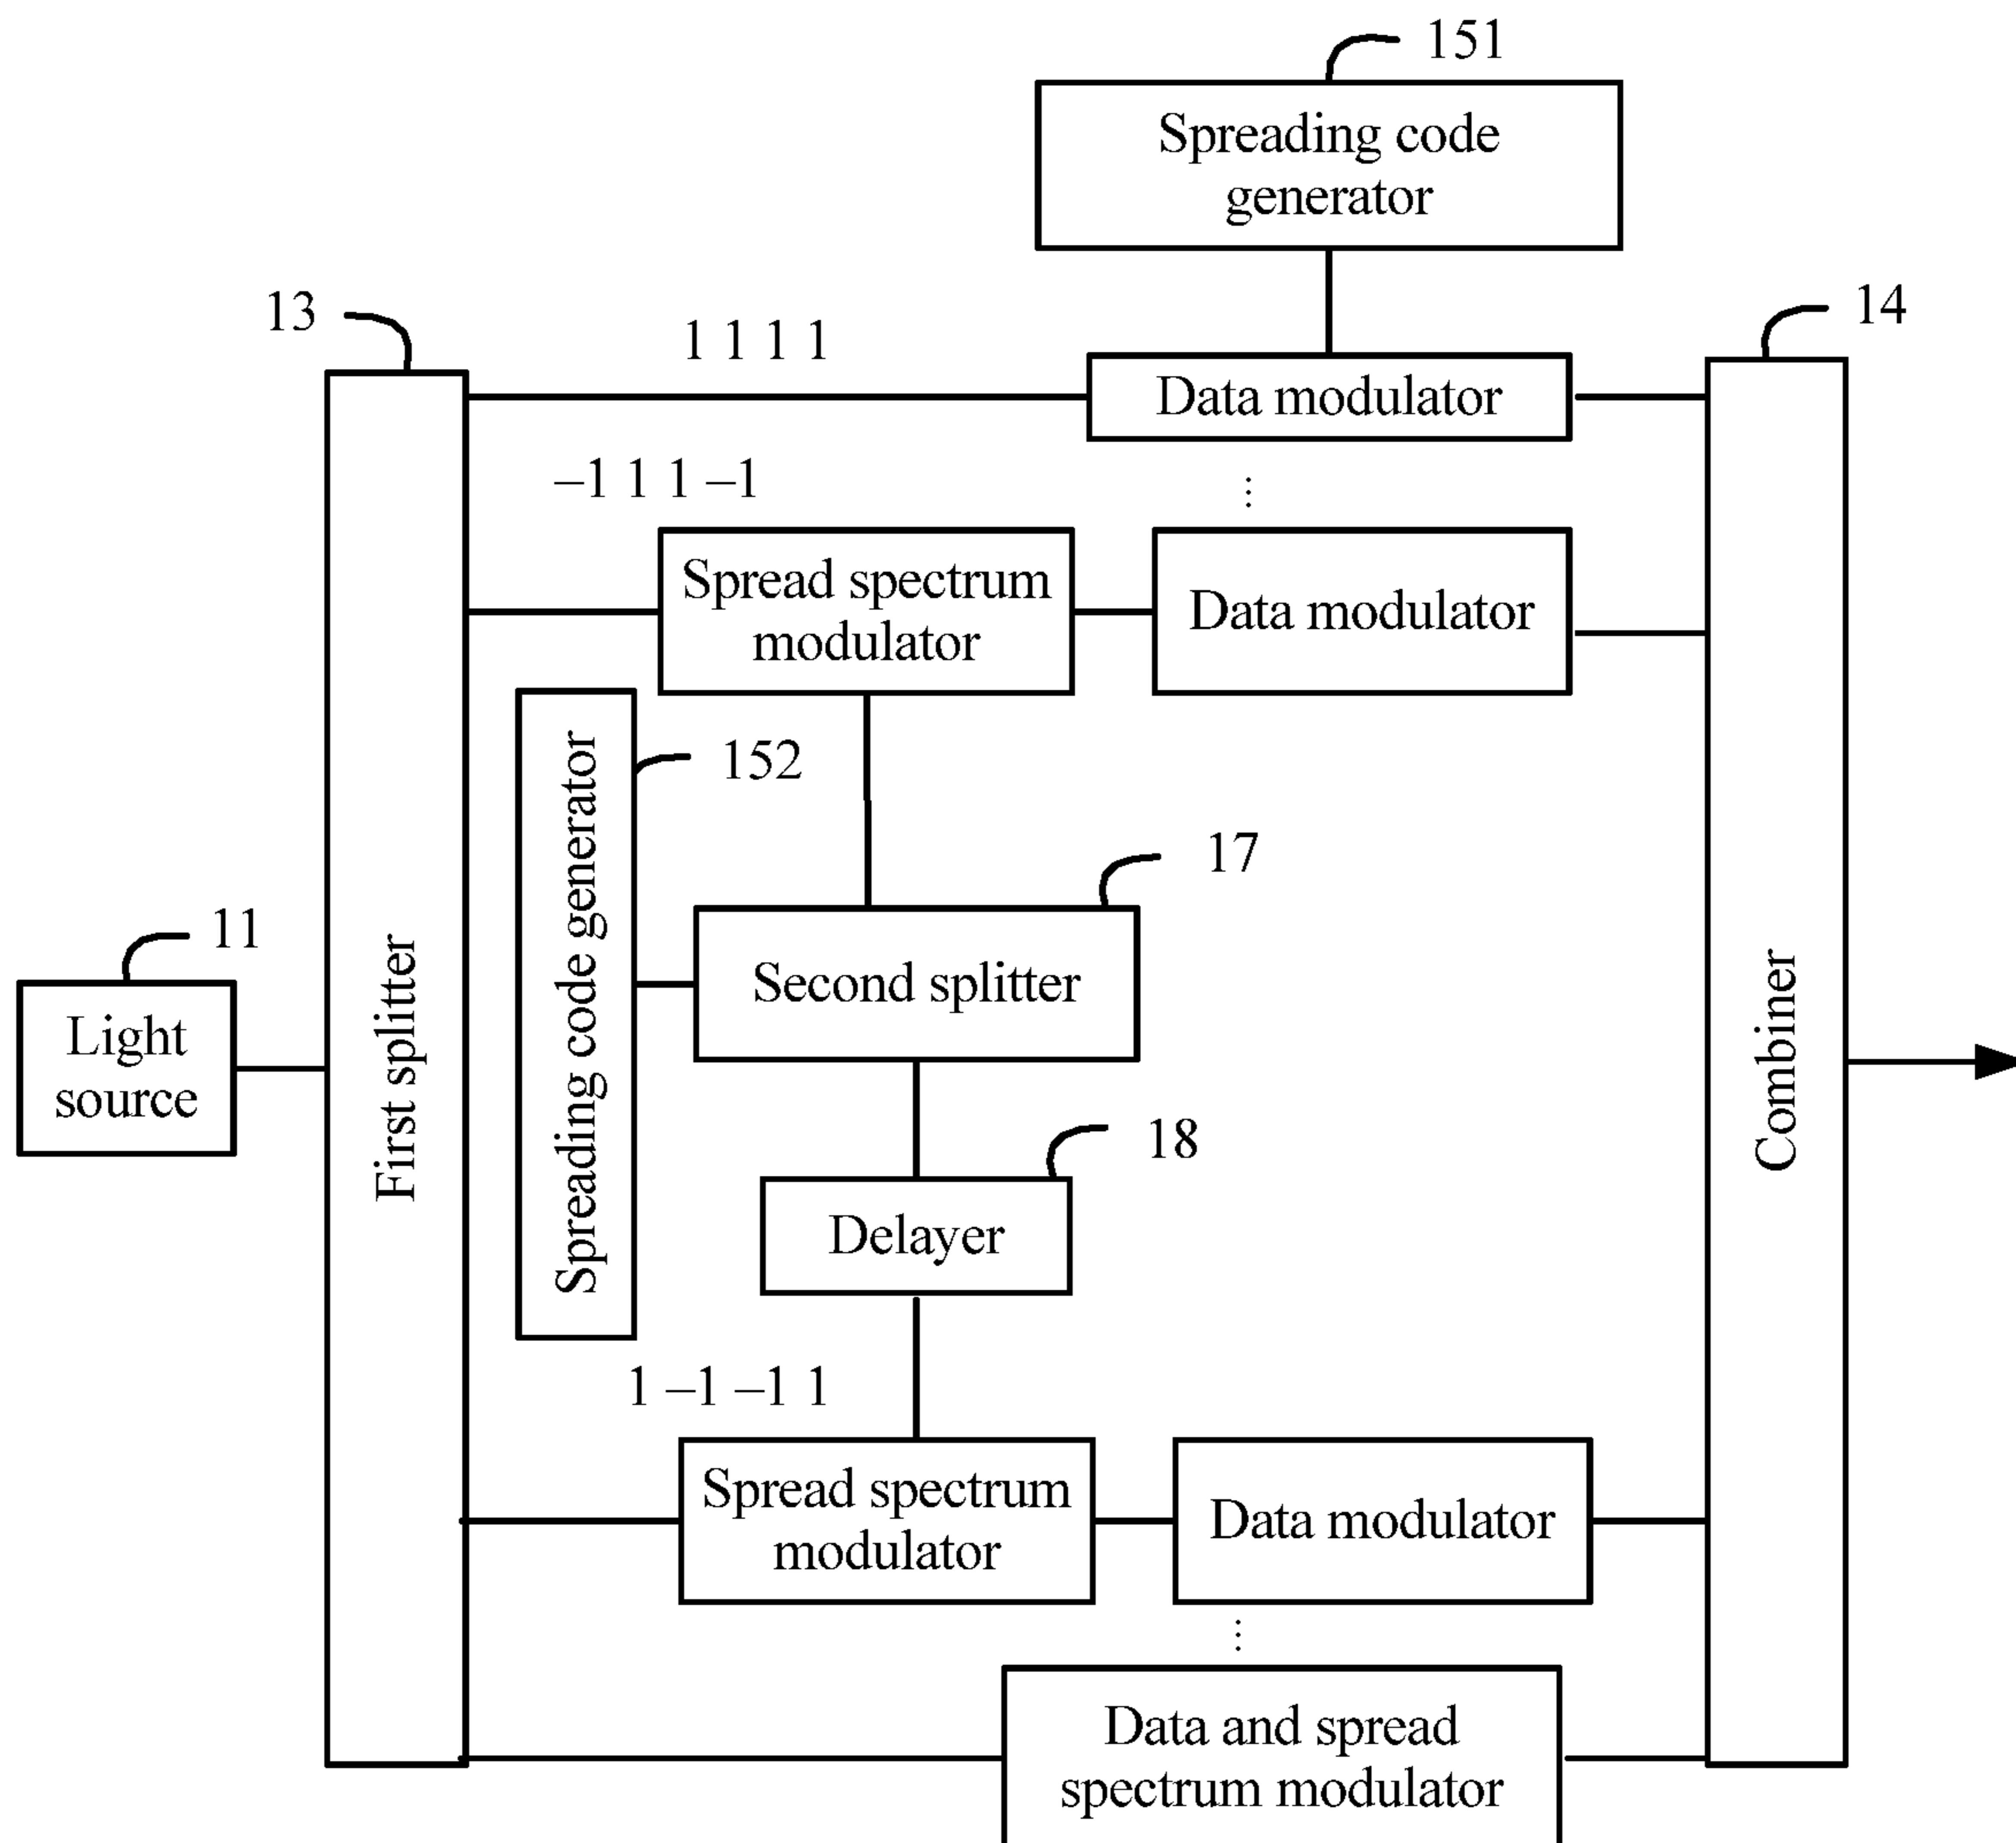 151
Spreading code
generator
13
1 1 1 1
14
Data modulator
–1 1 1 –1
⋮
Spread spectrum
modulator
Data modulator
Spreading code generator
152
17
11
Second splitter
Light
source
First splitter
Combiner
18
Delayer
1 –1 –1 1
Spread spectrum
modulator
Data modulator
⋮
Data and spread
spectrum modulator